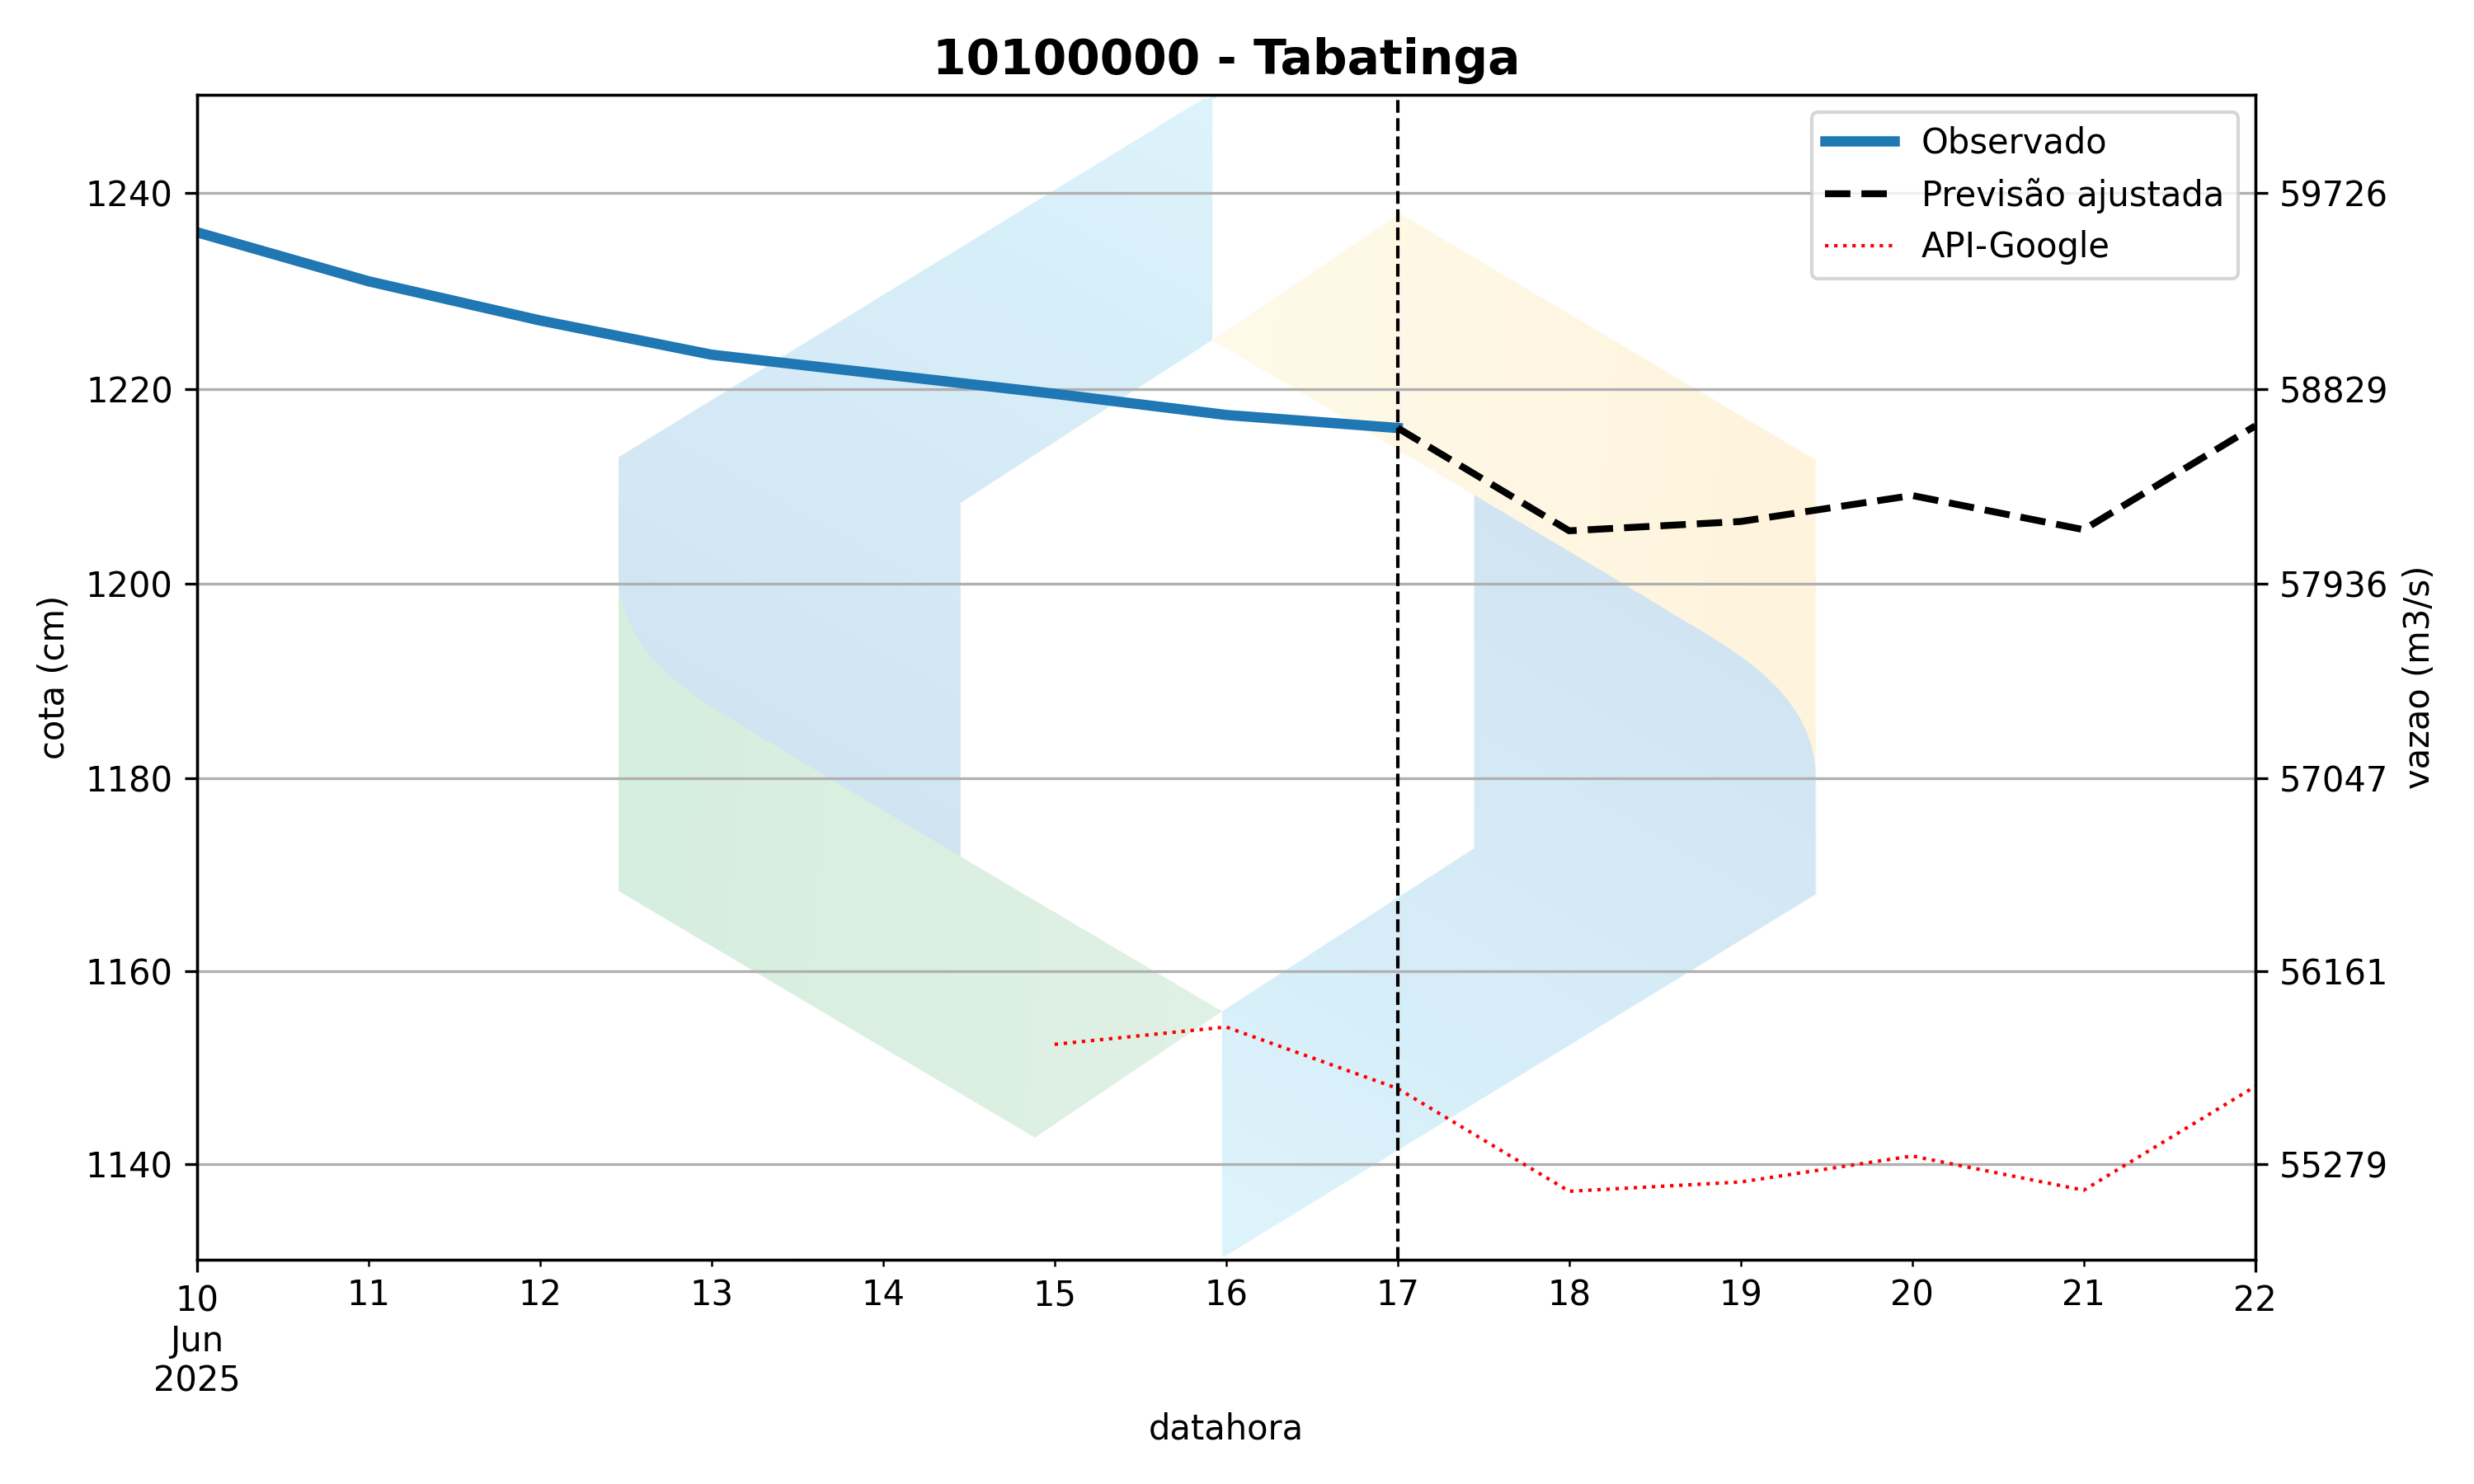 10100000 - Tabatinga
Observado
Previsão ajustada
API-Google
1240
1220
1200
1180
1160
1140
cota (cm)
59726
58829
57936
57047
56161
55279
vazao (m3/s)
10 11 12 13 14 15 16 17 18 19 20 21 22
Jun
2025
datahora